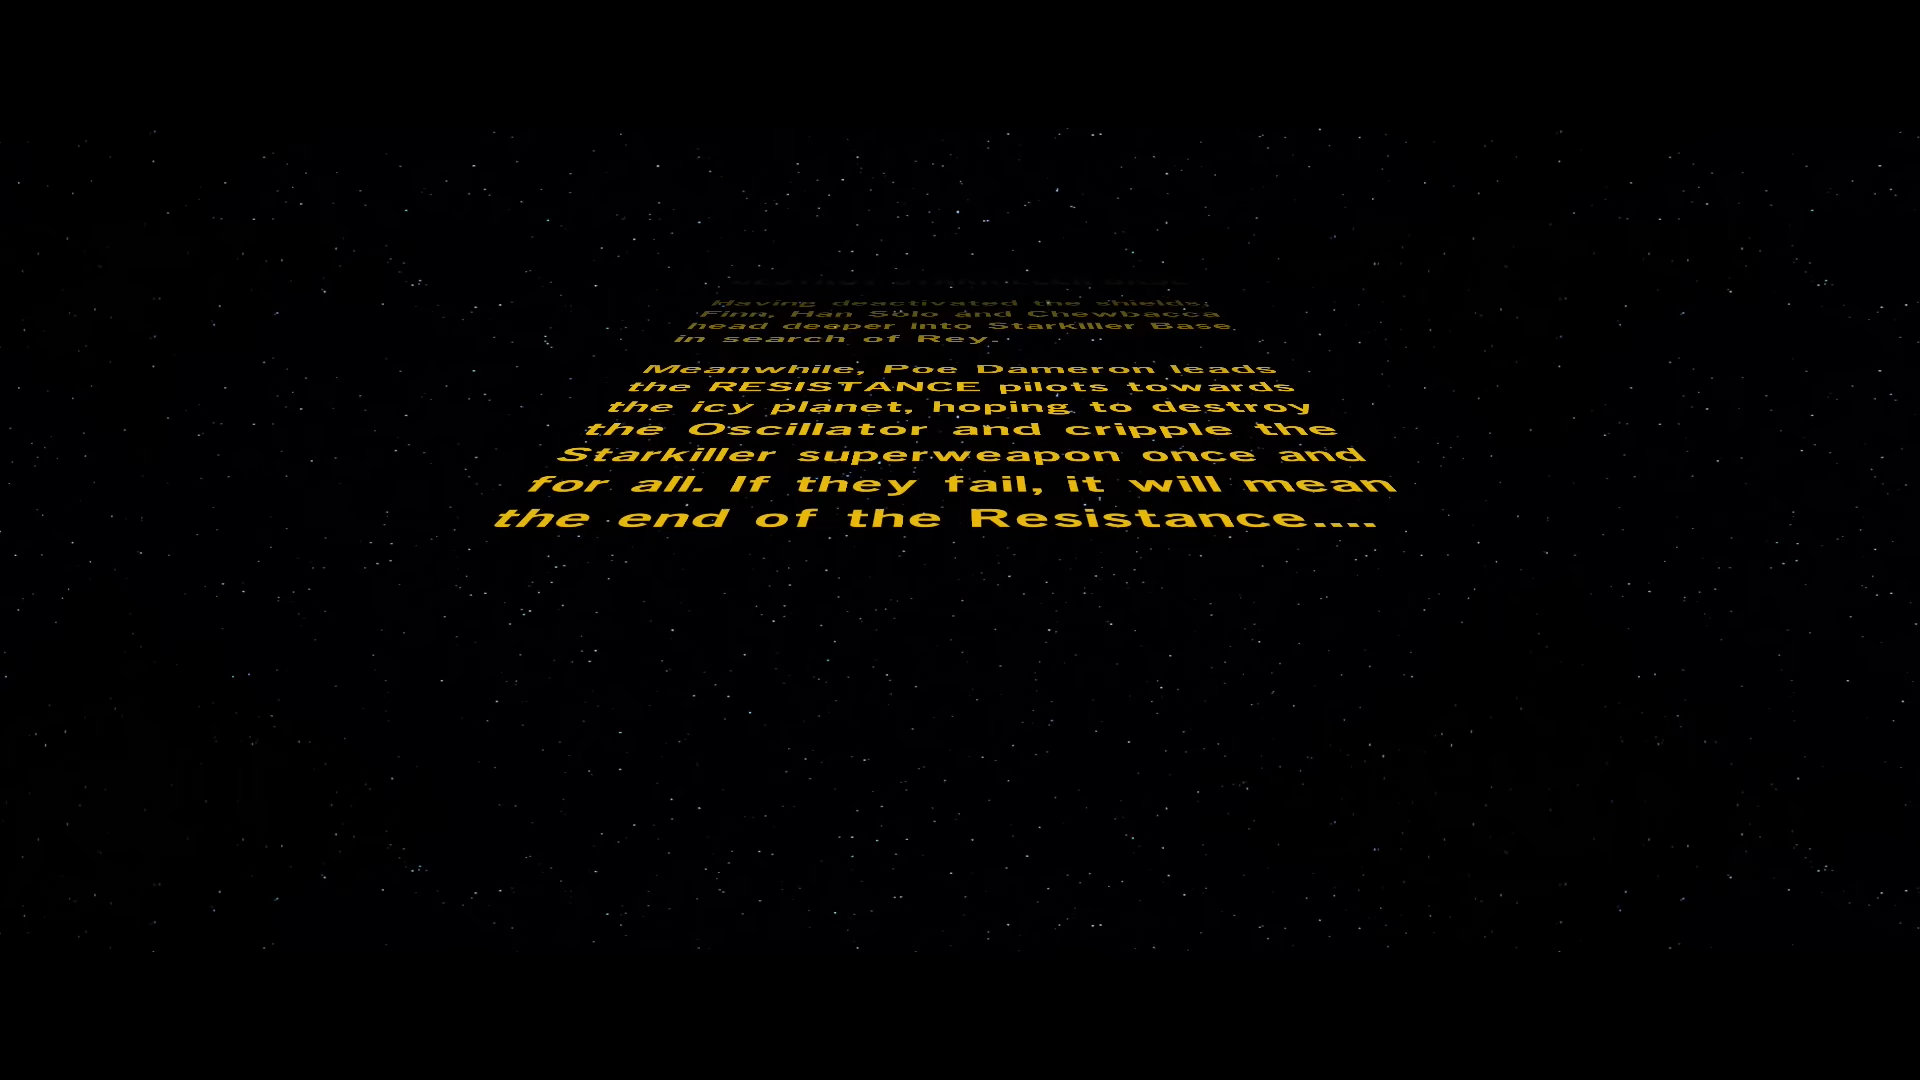 Having deactivated the shields,
Finn, Han Solo and Chewbacca
head deeper into Starkiller Base
in search of Rey.
Meanwhile, Poe Dameron leads
the RESISTANCE pilots towards
the icy planet, hoping to destroy
the Oscillator and cripple the
Starkiller superweapon once and
for all. If they fail, it will mean
the end of the Resistance....